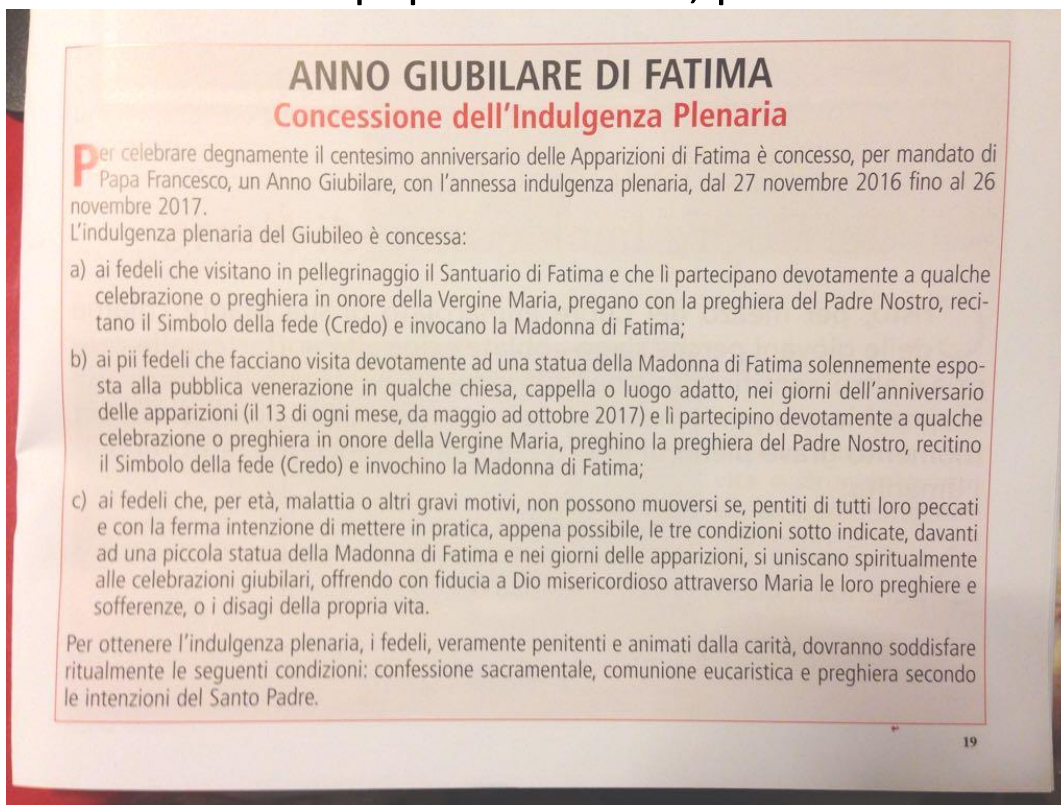 ANNO GIUBILARE DI FATIMA
Concessione dell'Indulgenza Plenaria
Per celebrare degnamente il centesimo anniversario delle Apparizioni di Fatima è concesso, per mandato di
Papa Francesco, un Anno Giubilare, con l'annessa indulgenza plenaria, dal 27 novembre 2016 fino al 26
novembre 2017.
L'indulgenza plenaria del Giubileo è concessa:
a) ai fedeli che visitano in pellegrinaggio il Santuario di Fatima e che lì partecipano devotamente a qualche
celebrazione o preghiera in onore della Vergine Maria, pregano con la preghiera del Padre Nostro, reci-
tano il Simbolo della fede (Credo) e invocano la Madonna di Fatima;
b) ai pii fedeli che facciano visita devotamente ad una statua della Madonna di Fatima solennemente espo-
sta alla pubblica venerazione in qualche chiesa, cappella o luogo adatto, nei giorni dell'anniversario
delle apparizioni (il 13 di ogni mese, da maggio ad ottobre 2017) e lì partecipino devotamente a qualche
celebrazione o preghiera in onore della Vergine Maria, preghino la preghiera del Padre Nostro, recitino
il Simbolo della fede (Credo) e invochino la Madonna di Fatima;
c) ai fedeli che, per età, malattia o altri gravi motivi, non possono muoversi se, pentiti di tutti loro peccati
e con la ferma intenzione di mettere in pratica, appena possibile, le tre condizioni sotto indicate, davanti
ad una piccola statua della Madonna di Fatima e nei giorni delle apparizioni, si uniscano spiritualmente
alle celebrazioni giubilari, offrendo con fiducia a Dio misericordioso attraverso Maria le loro preghiere e
sofferenze, o i disagi della propria vita.
Per ottenere l'indulgenza plenaria, i fedeli, veramente penitenti e animati dalla carità, dovranno soddisfare
ritualmente le seguenti condizioni: confessione sacramentale, comunione eucaristica e preghiera secondo
le intenzioni del Santo Padre.
19